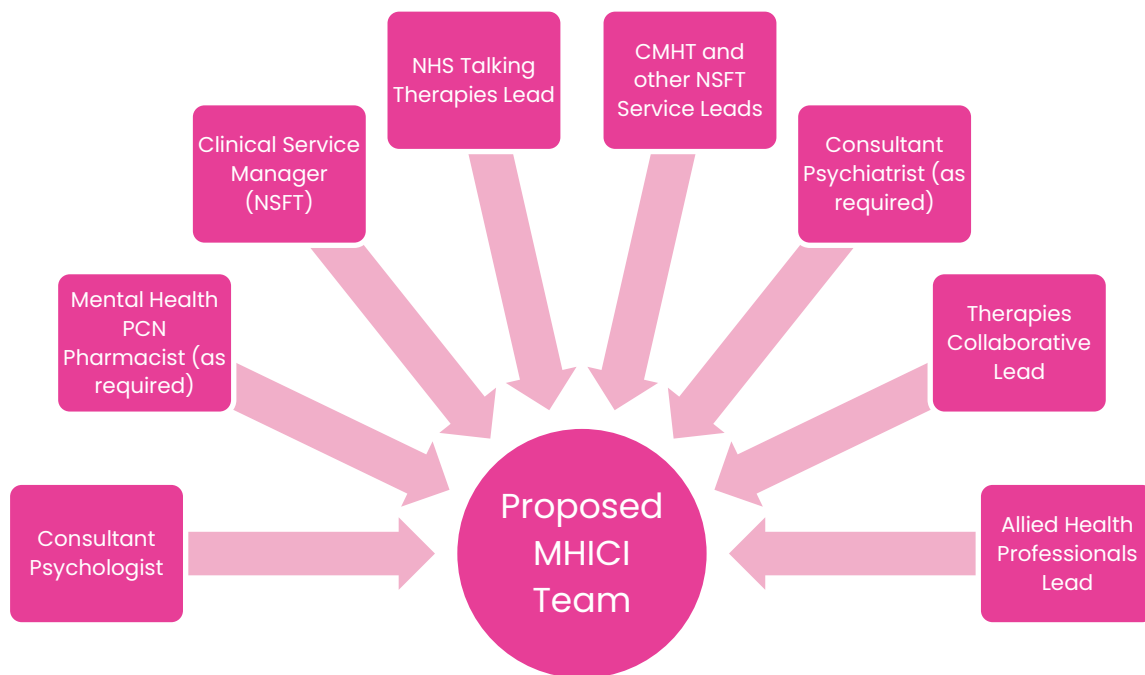 NHS Talking
Therapies Lead
CMHT and
other NSFT
Service Leads
Clinical Service
Manager
(NSFT)
Consultant
Psychiatrist (as
required)
Mental Health
PCN
Pharmacist (as
required)
Therapies
Collaborative
Lead
Consultant
Psychologist
Proposed
MHICI
Team
Allied Health
Professionals
Lead